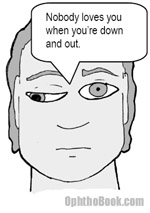 Nobody loves you
when you're down
and out.
OphthoBook.com